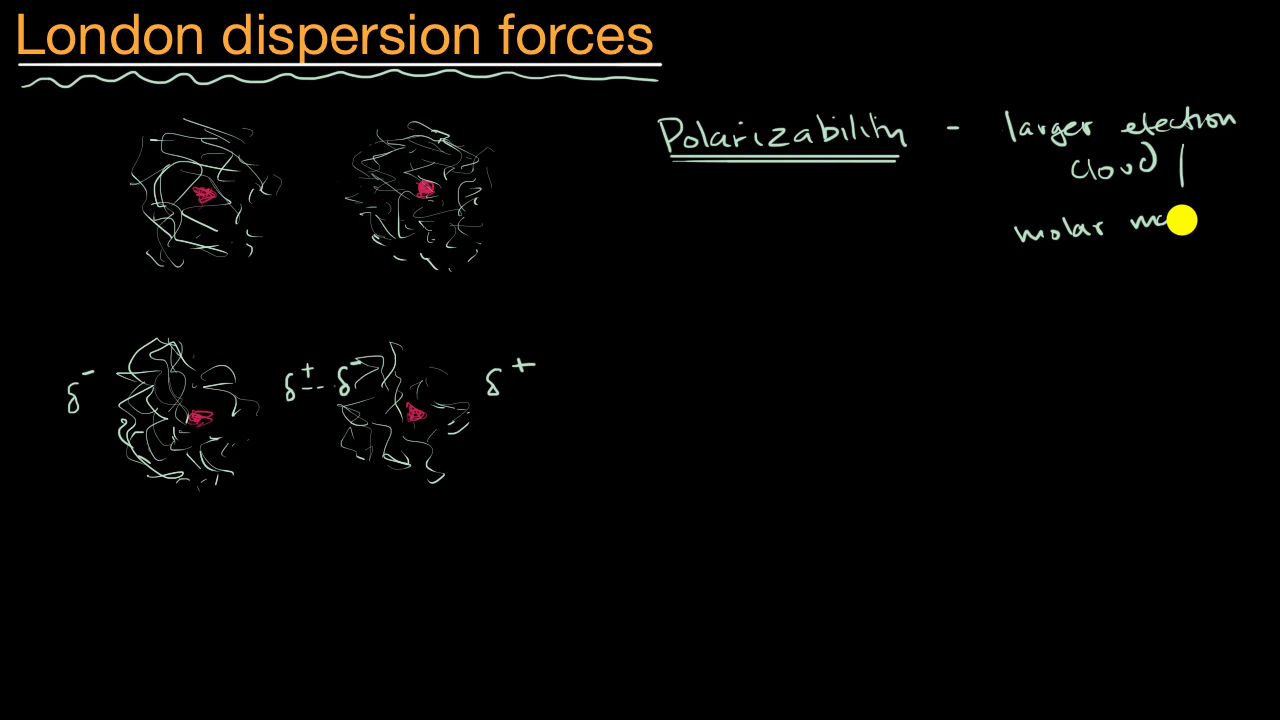 London dispersion forces
Polarizability - larger electron
cloud |
molar
δ- δ+ -- δ- δ+